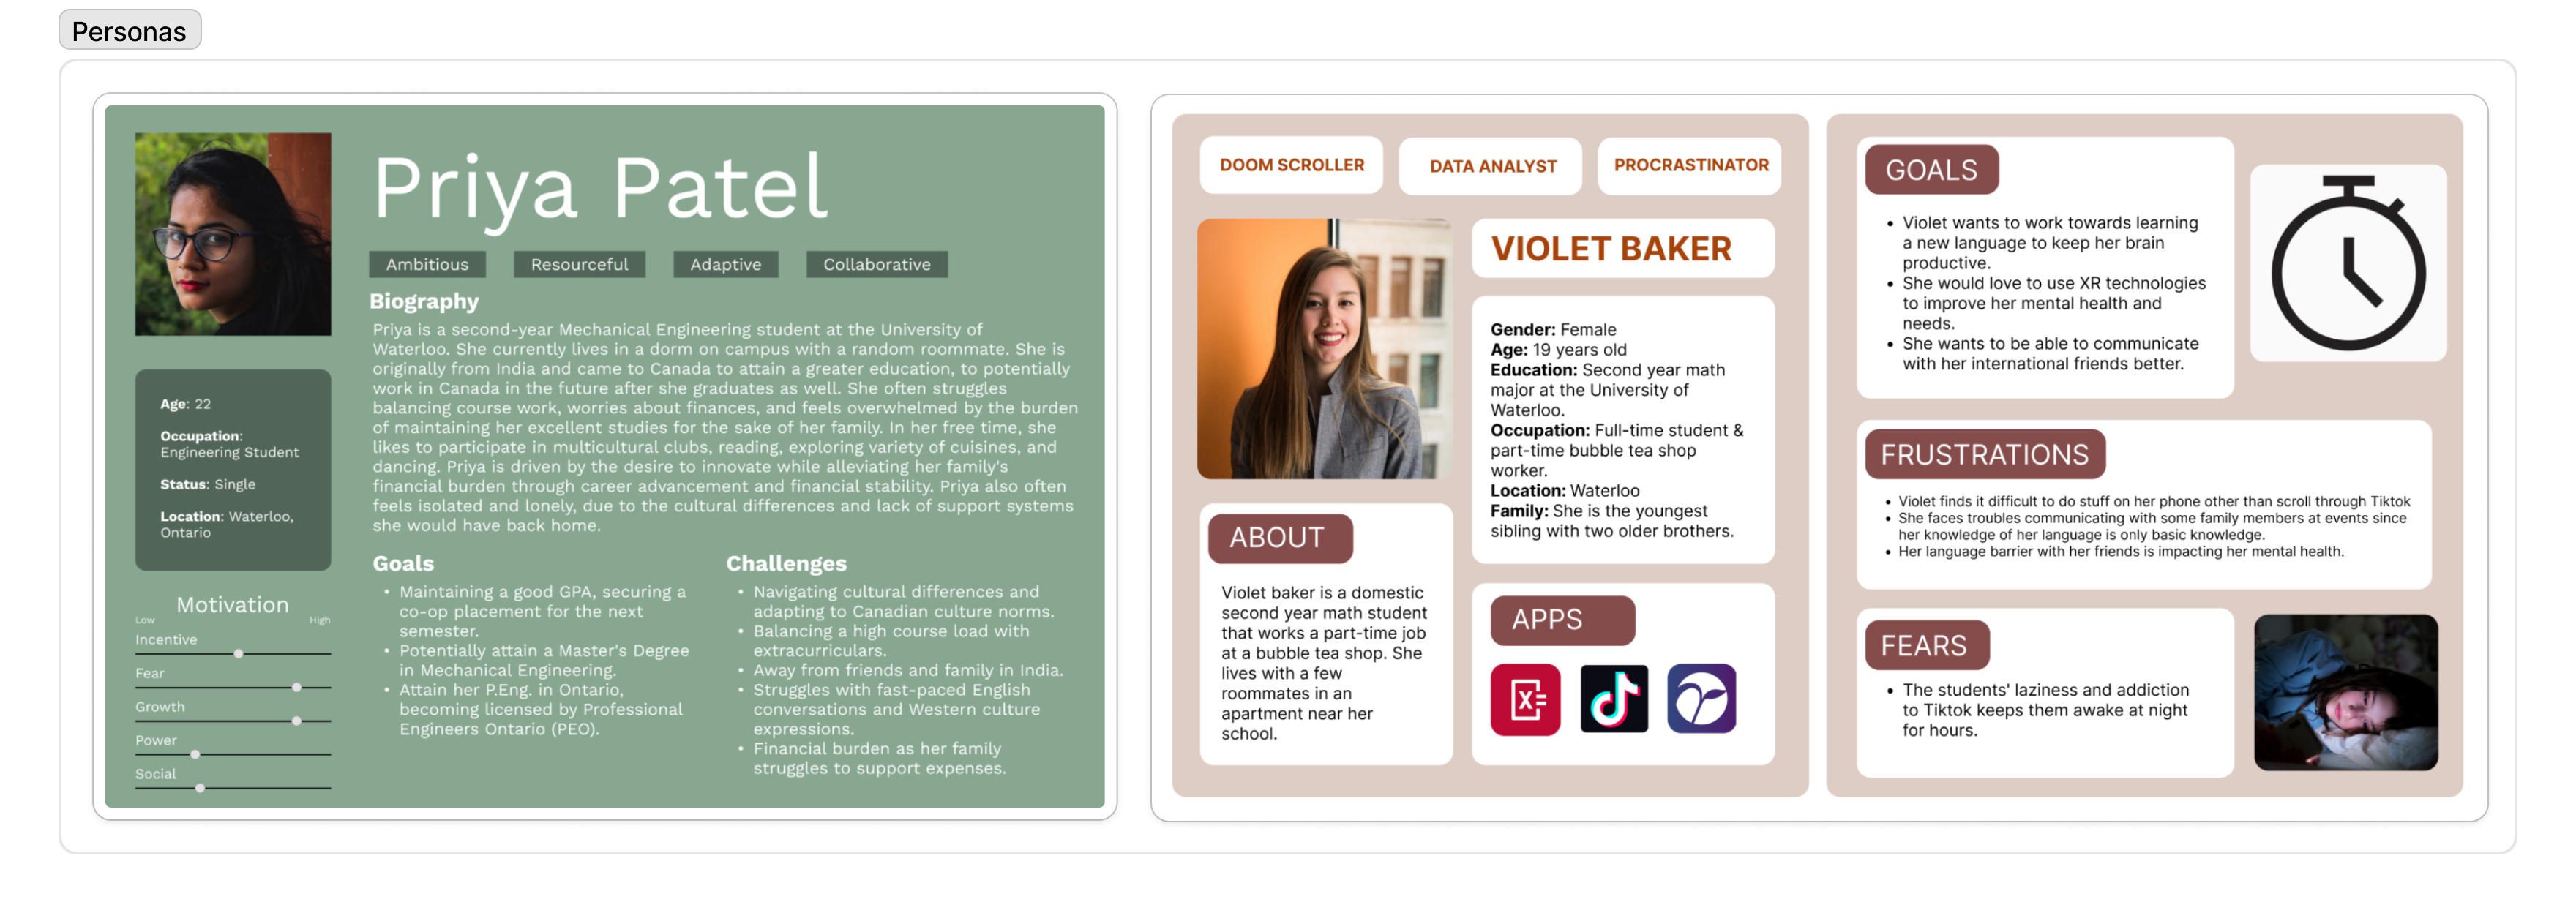 Personas
Priya Patel
Ambitious
Resourceful
Adaptive
Collaborative
Biography
Priya is a second-year Mechanical Engineering student at the University of
Waterloo. She currently lives in a dorm on campus with a random roommate. She is
originally from India and came to Canada to attain a greater education, to potentially
work in Canada in the future after she graduates as well. She often struggles
balancing course work, worries about finances, and feels overwhelmed by the burden
of maintaining her excellent studies for the sake of her family. In her free time, she
likes to participate in multicultural clubs, reading, exploring variety of cuisines, and
dancing. Priya is driven by the desire to innovate while alleviating her family's
financial burden through career advancement and financial stability. Priya also often
feels isolated and lonely, due to the cultural differences and lack of support systems
she would have back home.
Age: 22
Occupation:
Engineering Student
Status: Single
Location: Waterloo,
Ontario
Motivation
Low
High
Incentive
Fear
Growth
Power
Social
Goals
• Maintaining a good GPA, securing a
co-op placement for the next
semester.
• Potentially attain a Master's Degree
in Mechanical Engineering.
• Attain her P.Eng. in Ontario,
becoming licensed by Professional
Engineers Ontario (PEO).
Challenges
• Navigating cultural differences and
adapting to Canadian culture norms.
• Balancing a high course load with
extracurriculars.
• Away from friends and family in India.
• Struggles with fast-paced English
conversations and Western culture
expressions.
• Financial burden as her family
struggles to support expenses.
DOOM SCROLLER
DATA ANALYST
PROCRASTINATOR
VIOLET BAKER
Gender: Female
Age: 19 years old
Education: Second year math
major at the University of
Waterloo.
Occupation: Full-time student &
part-time bubble tea shop
worker.
Location: Waterloo
Family: She is the youngest
sibling with two older brothers.
ABOUT
Violet baker is a domestic
second year math student
that works a part-time job
at a bubble tea shop. She
lives with a few
roommates in an
apartment near her
school.
APPS
X
GOALS
• Violet wants to work towards learning
a new language to keep her brain
productive.
• She would love to use XR technologies
to improve her mental health and
needs.
• She wants to be able to communicate
with her international friends better.
FRUSTRATIONS
• Violet finds it difficult to do stuff on her phone other than scroll through Tiktok
• She faces troubles communicating with some family members at events since
her knowledge of her language is only basic knowledge.
• Her language barrier with her friends is impacting her mental health.
FEARS
• The students' laziness and addiction
to Tiktok keeps them awake at night
for hours.